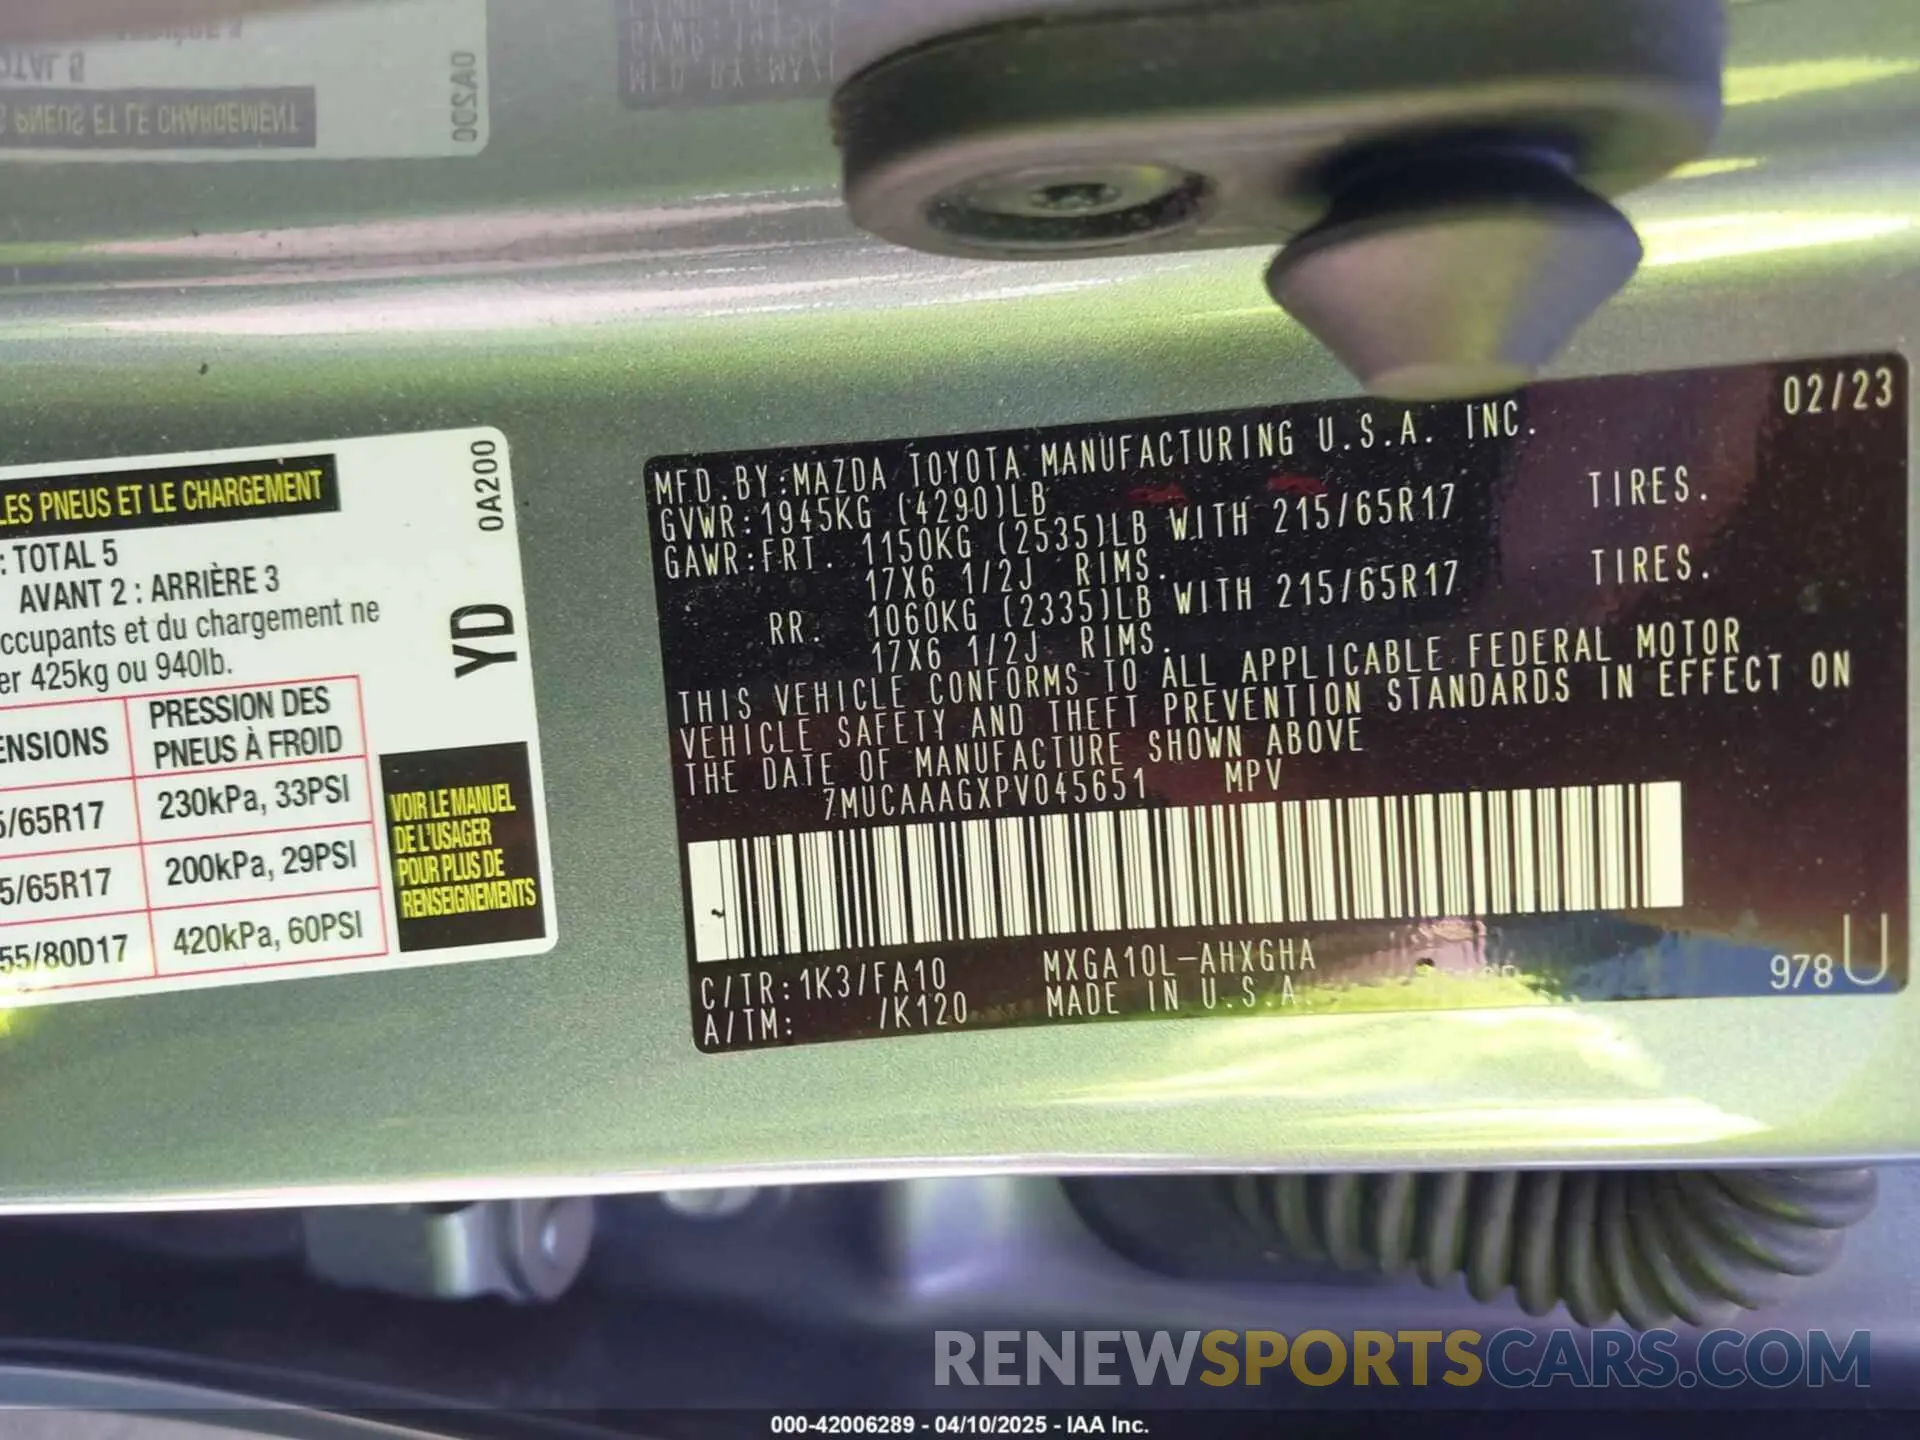 LES PNEUS ET LE CHARGEMENT
: TOTAL 5
AVANT 2 : ARRIÈRE 3
ccupants et du chargement ne
er 425kg ou 940lb.
ENSIONS
PRESSION DES
PNEUS À FROID
5/65R17 230kPa, 33PSI
5/65R17 200kPa, 29PSI
55/80D17 420kPa, 60PSI
0A200
YD
VOIR LE MANUEL
DE L'USAGER
POUR PLUS DE
RENSEIGNEMENTS
02/23
MFD.BY:MAZDA TOYOTA MANUFACTURING U.S.A. INC.
GVWR:1945KG (4290)LB
GAWR:FRT. 1150KG (2535)LB WITH 215/65R17 TIRES.
17X6 1/2J RIMS.
RR. 1060KG (2335)LB WITH 215/65R17 TIRES.
17X6 1/2J RIMS.
THIS VEHICLE CONFORMS TO ALL APPLICABLE FEDERAL MOTOR
VEHICLE SAFETY AND THEFT PREVENTION STANDARDS IN EFFECT ON
THE DATE OF MANUFACTURE SHOWN ABOVE
7MUCAAAGXPV045651 MPV
C/TR:1K3/FA10 MXGA10L-AHXGHA
A/TM: /K120 MADE IN U.S.A.
978 U
RENEWSPORTSCARS.COM
000-42006289 - 04/10/2025 - IAA Inc.